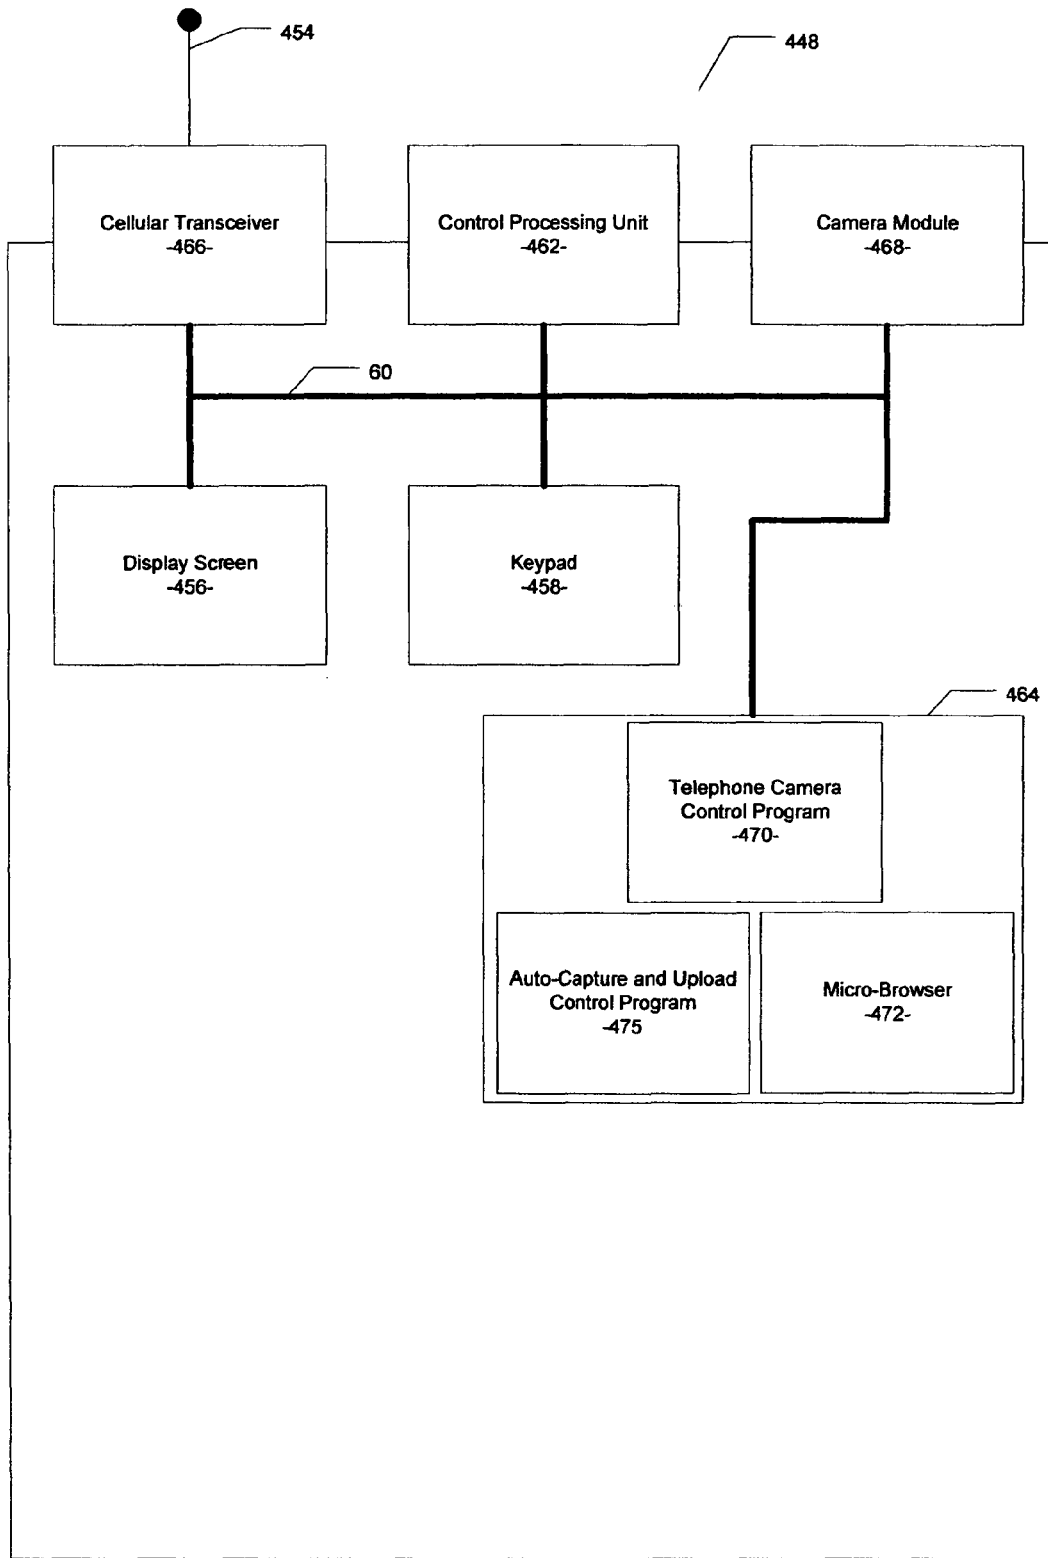 454
448
Cellular Transceiver
-466-
Control Processing Unit
-462-
Camera Module
-468-
60
Display Screen
-456-
Keypad
-458-
464
Telephone Camera
Control Program
-470-
Auto-Capture and Upload
Control Program
-475
Micro-Browser
-472-